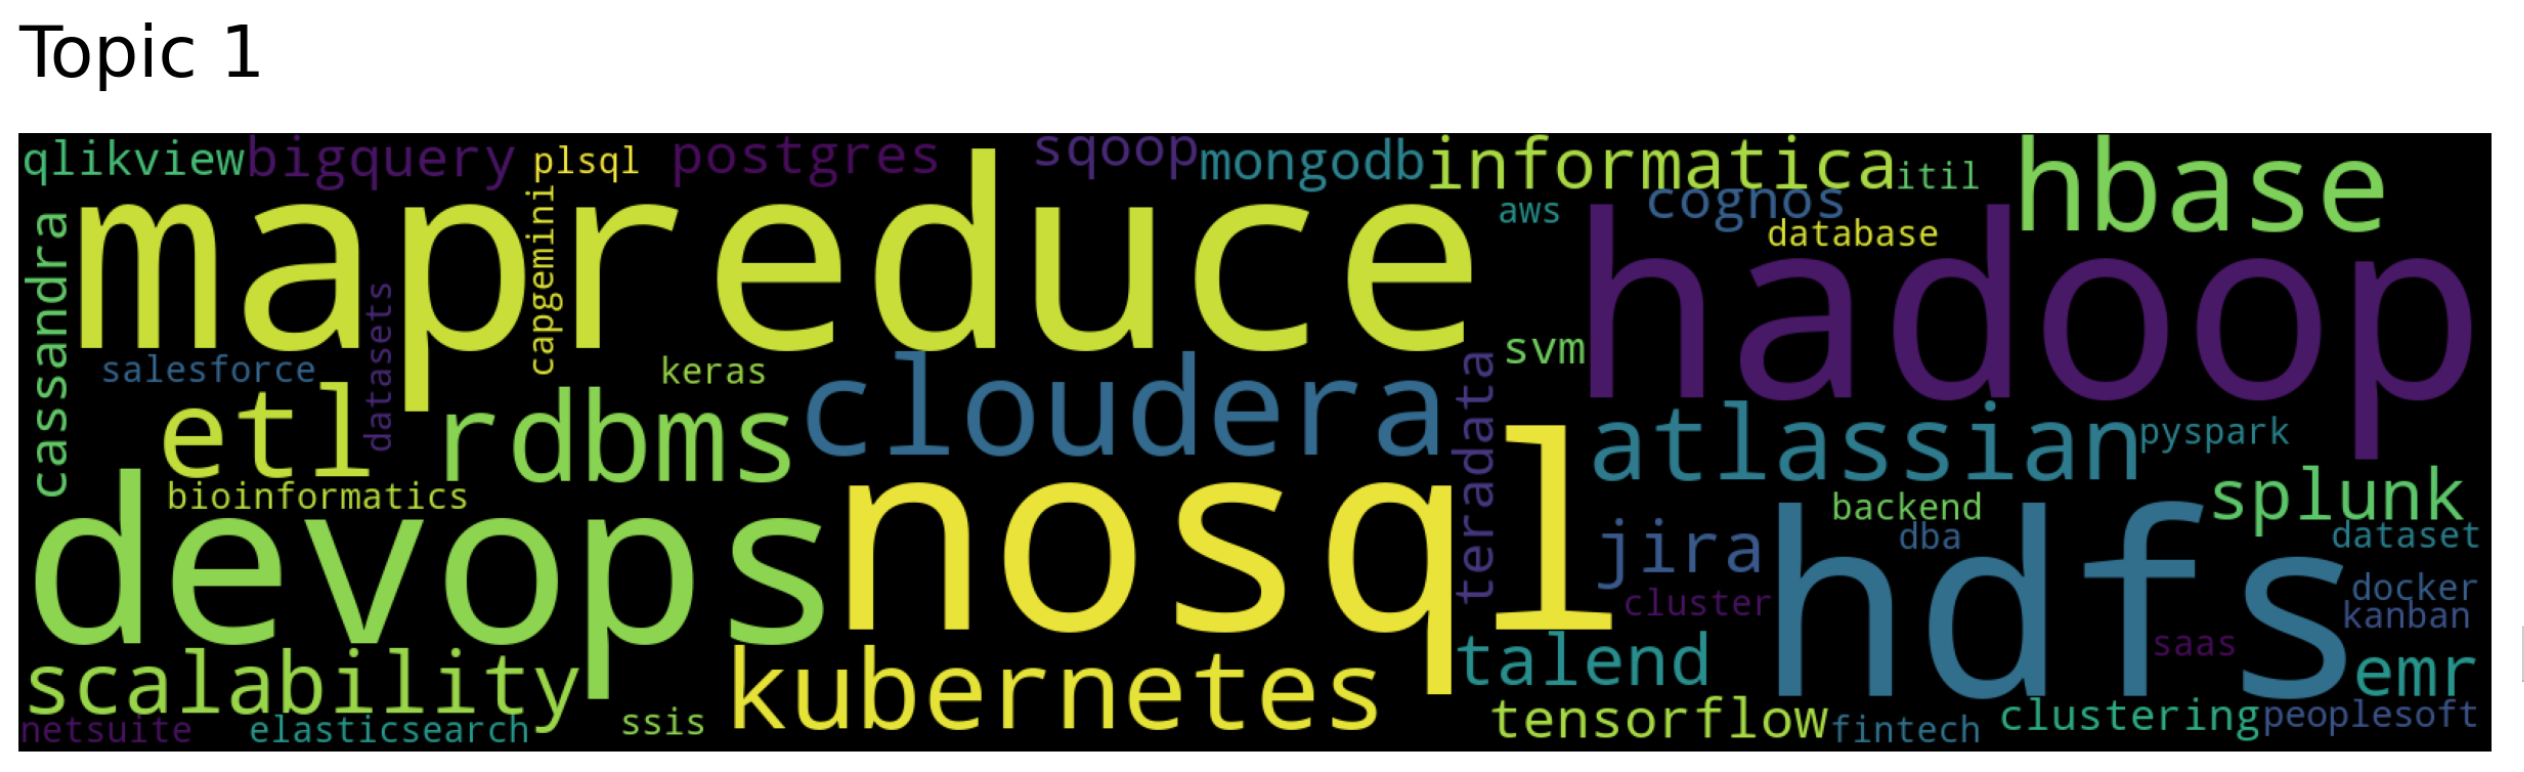 Topic 1
qlikview
bigquery
plsql
postgres
sqoop
mongodb
informatica
itil
hbase
cassandra
mapreduce
capgemini
aws
cognos
database
hadoop
datasets
salesforce
keras
svm
etl
rdbms
cloudera
teradata
atlassian
pyspark
bioinformatics
devops
nosql
backend
splunk
jira
dba
hdfs
dataset
cluster
docker
kanban
scalability
kubernetes
talend
saas
emr
netsuite
elasticsearch
ssis
tensorflow
fintech
clustering
peoplesoft